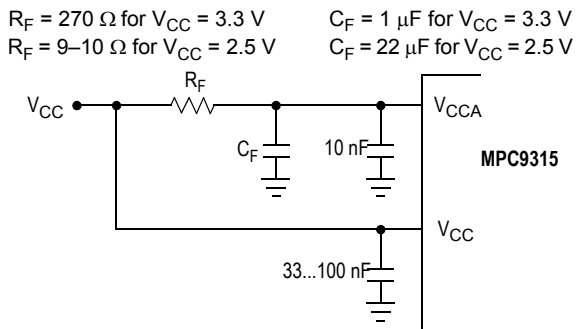 R_F = 270 Ω for V_CC = 3.3 V
C_F = 1 μF for V_CC = 3.3 V
R_F = 9–10 Ω for V_CC = 2.5 V
C_F = 22 μF for V_CC = 2.5 V
R_F
V_CC
V_CCA
C_F
10 nF
MPC9315
V_CC
33...100 nF